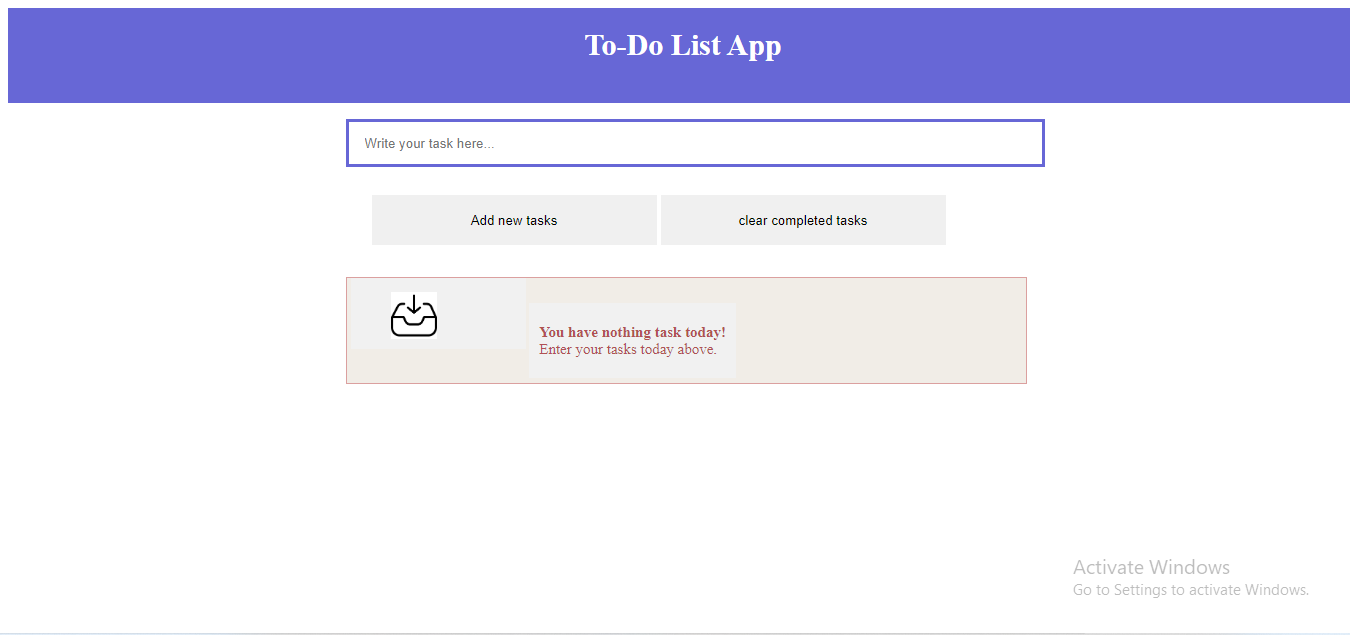 To-Do List App
Write your task here...
Add new tasks
clear completed tasks
You have nothing task today!
Enter your tasks today above.
Activate Windows
Go to Settings to activate Windows.